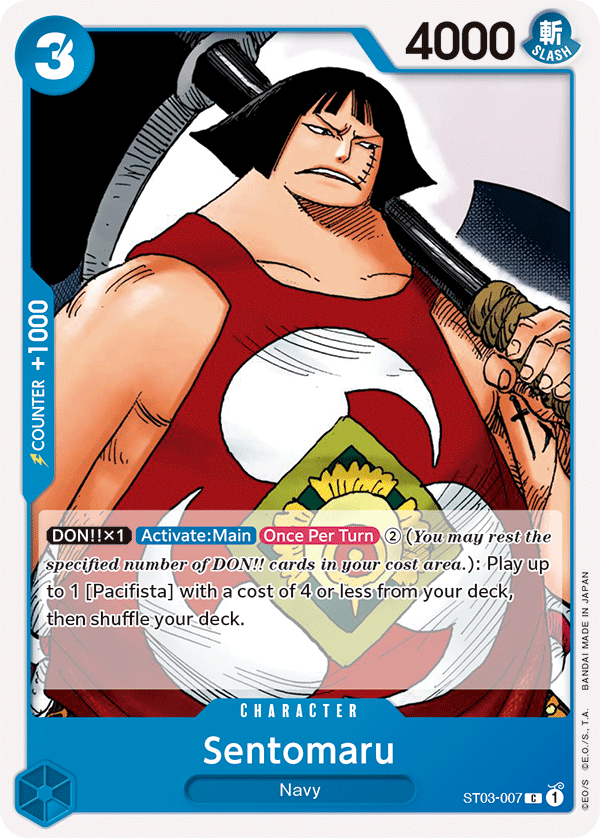 3
4000
斬
SLASH
COUNTER +1000
DON!!×1 Activate:Main Once Per Turn ② (You may rest the
specified number of DON!! cards in your cost area.): Play up
to 1 [Pacifista] with a cost of 4 or less from your deck,
then shuffle your deck.
CHARACTER
Sentomaru
Navy
ST03-007 C 1
©EO/S ©E.O./S., T.A. BANDAI MADE IN JAPAN